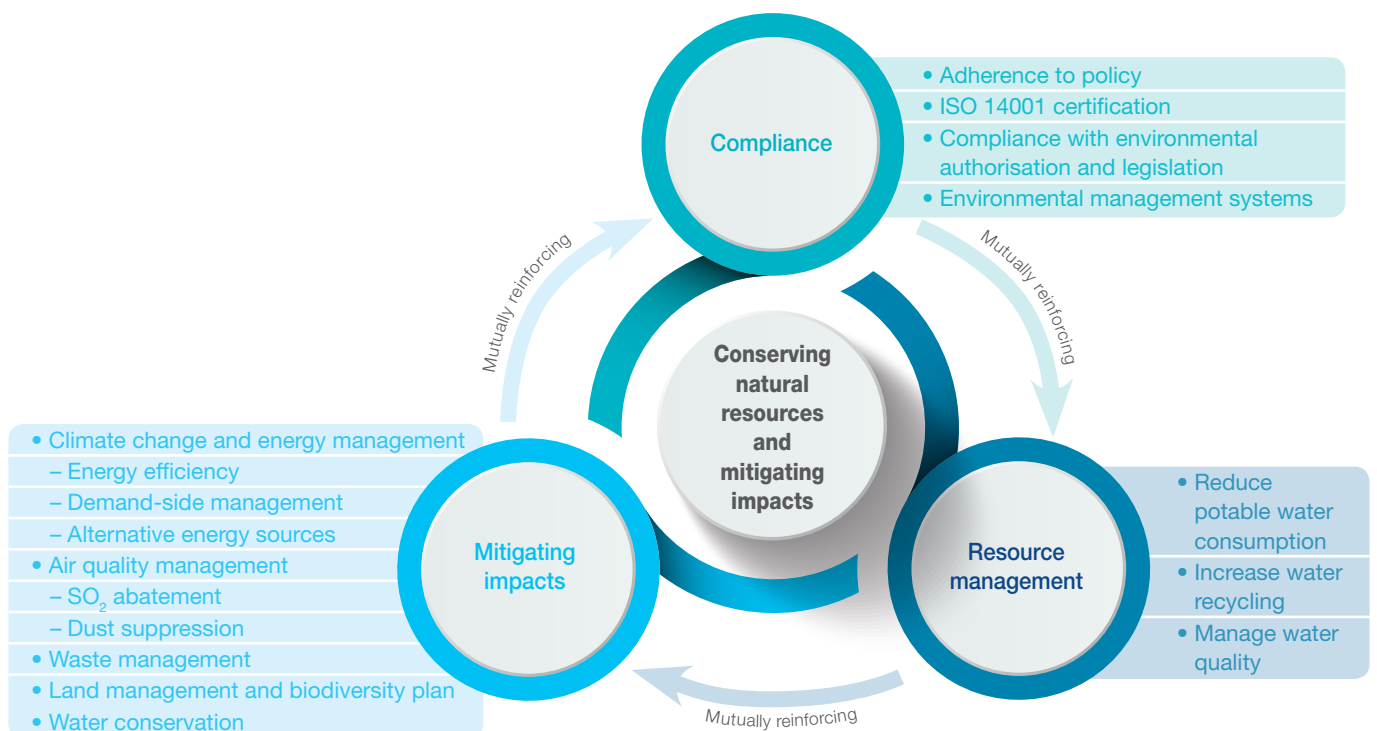 Compliance
• Adherence to policy
• ISO 14001 certification
• Compliance with environmental
authorisation and legislation
• Environmental management systems
Mutually reinforcing
Mutually reinforcing
Conserving
natural
resources
and
mitigating
impacts
• Climate change and energy management
– Energy efficiency
– Demand-side management
– Alternative energy sources
• Air quality management
– SO₂ abatement
– Dust suppression
• Waste management
• Land management and biodiversity plan
• Water conservation
Mitigating
impacts
Resource
management
• Reduce
potable water
consumption
• Increase water
recycling
• Manage water
quality
Mutually reinforcing